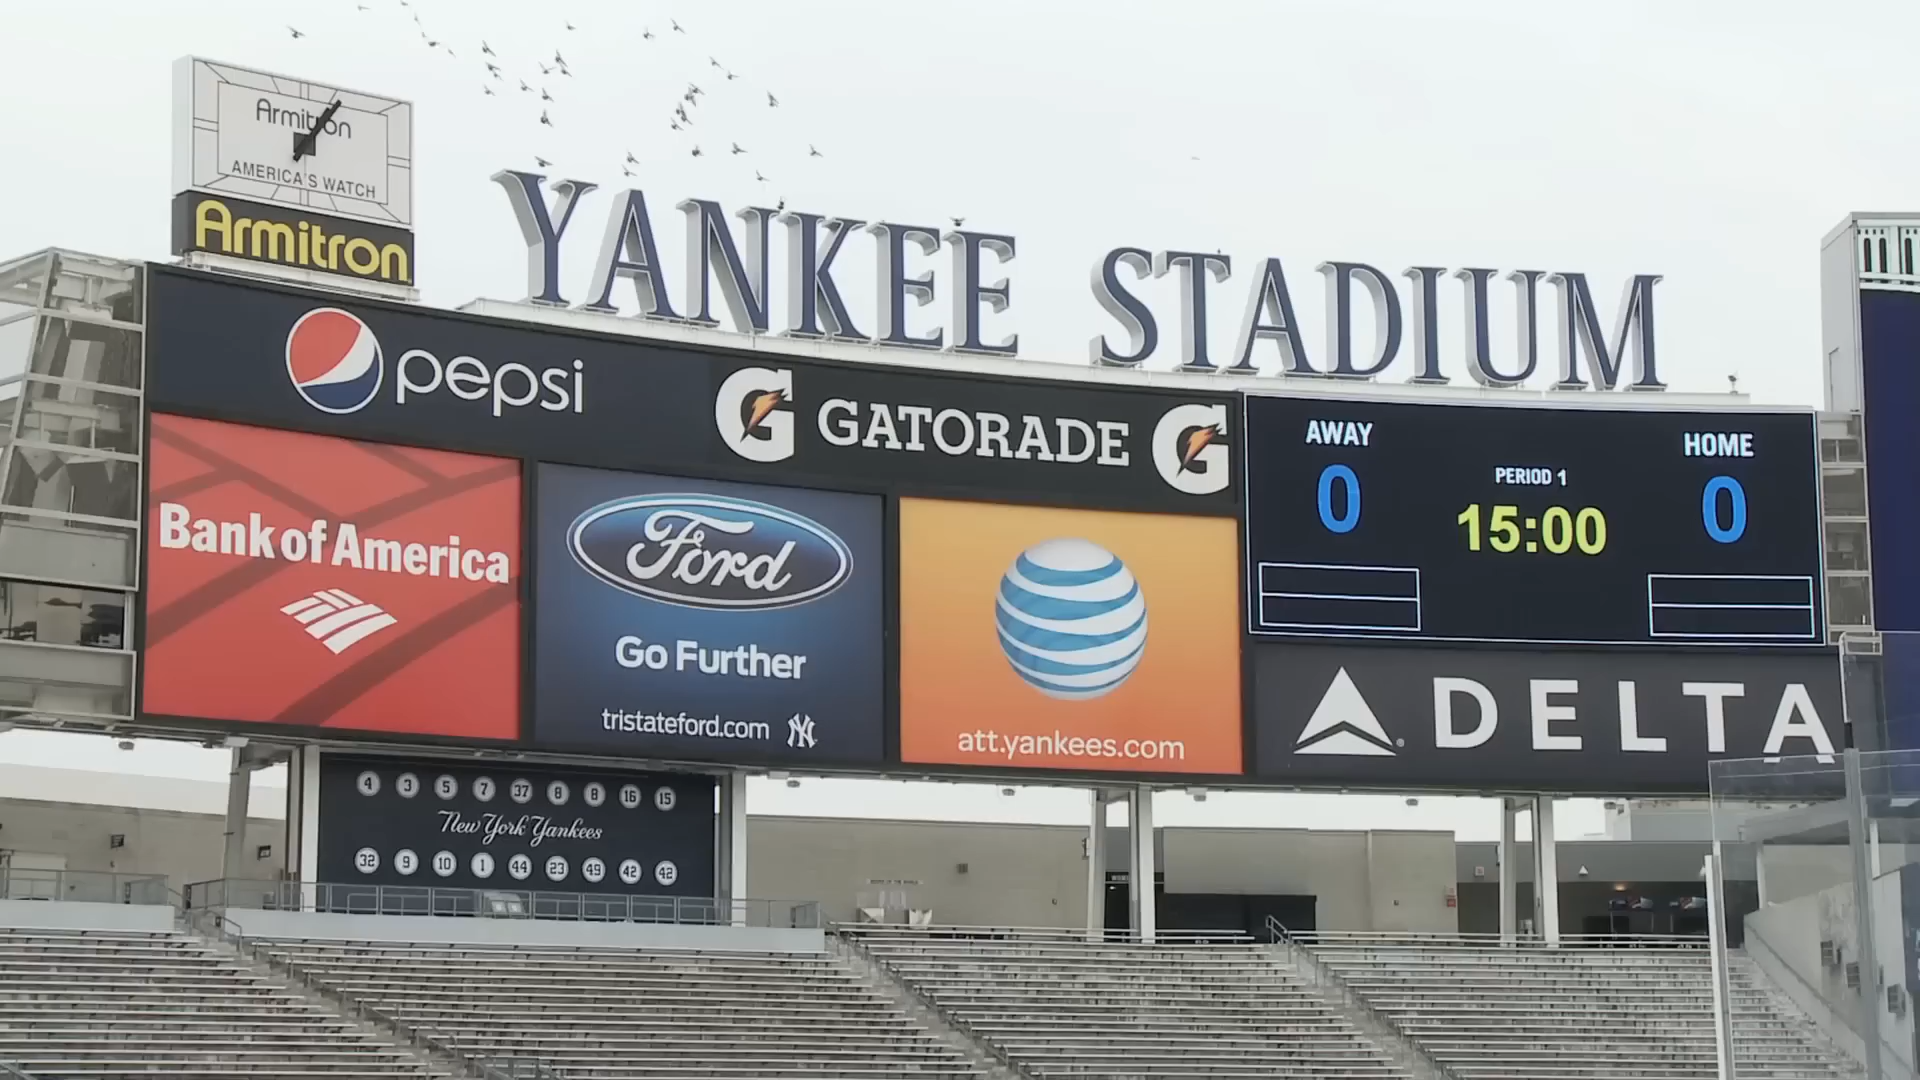 Armitron
AMERICA'S WATCH
Armitron
YANKEE STADIUM
pepsi
G GATORADE G
AWAY
HOME
0
PERIOD 1
0
15:00
Bank of America
Ford
Go Further
tristateford.com NY
att.yankees.com
DELTA
4 3 5 7 37 8 8 16 15
New York Yankees
32 9 10 1 44 23 49 42 42